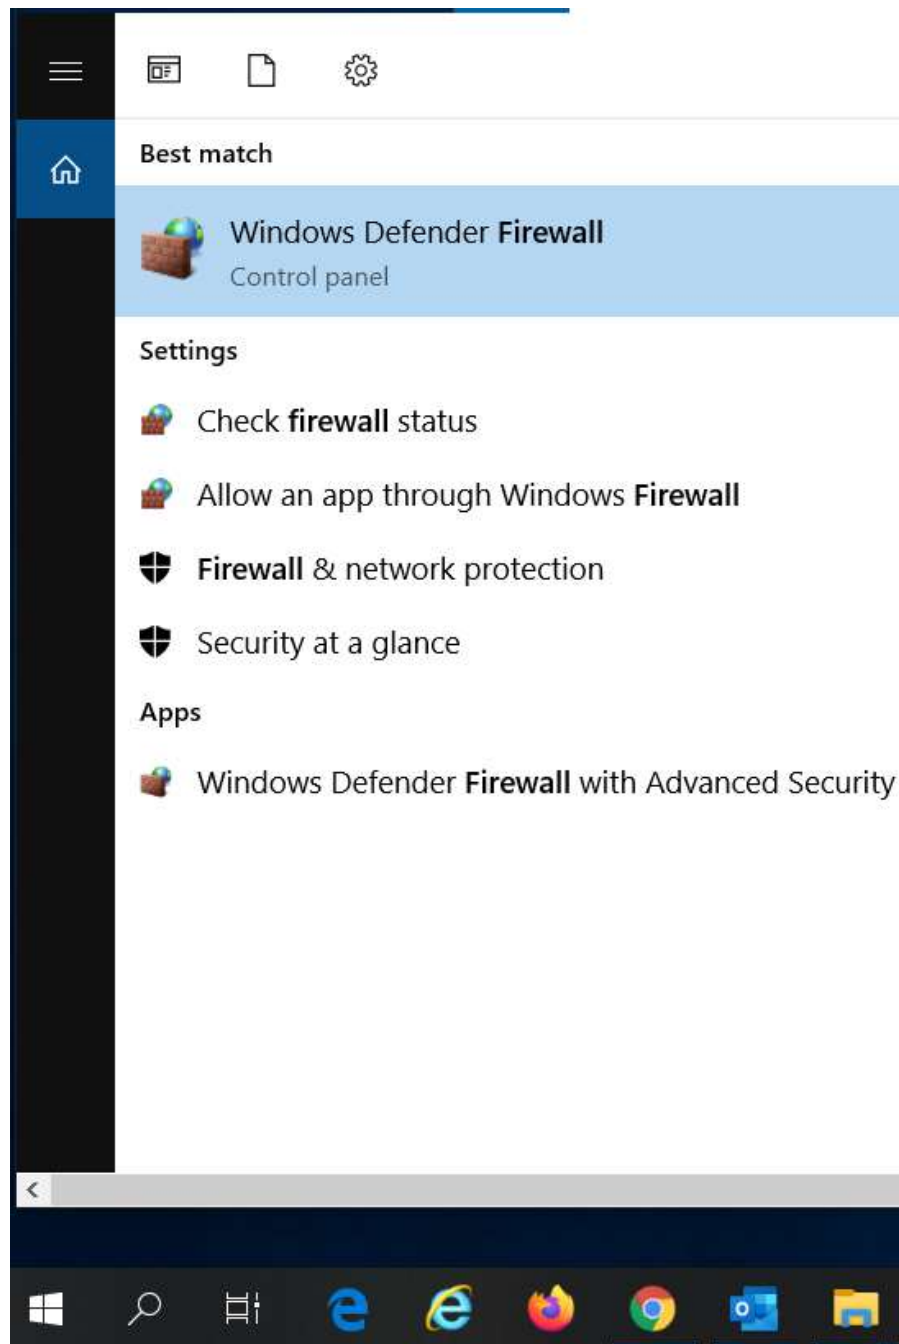 Best match
Windows Defender Firewall
Control panel
Settings
Check firewall status
Allow an app through Windows Firewall
Firewall & network protection
Security at a glance
Apps
Windows Defender Firewall with Advanced Security